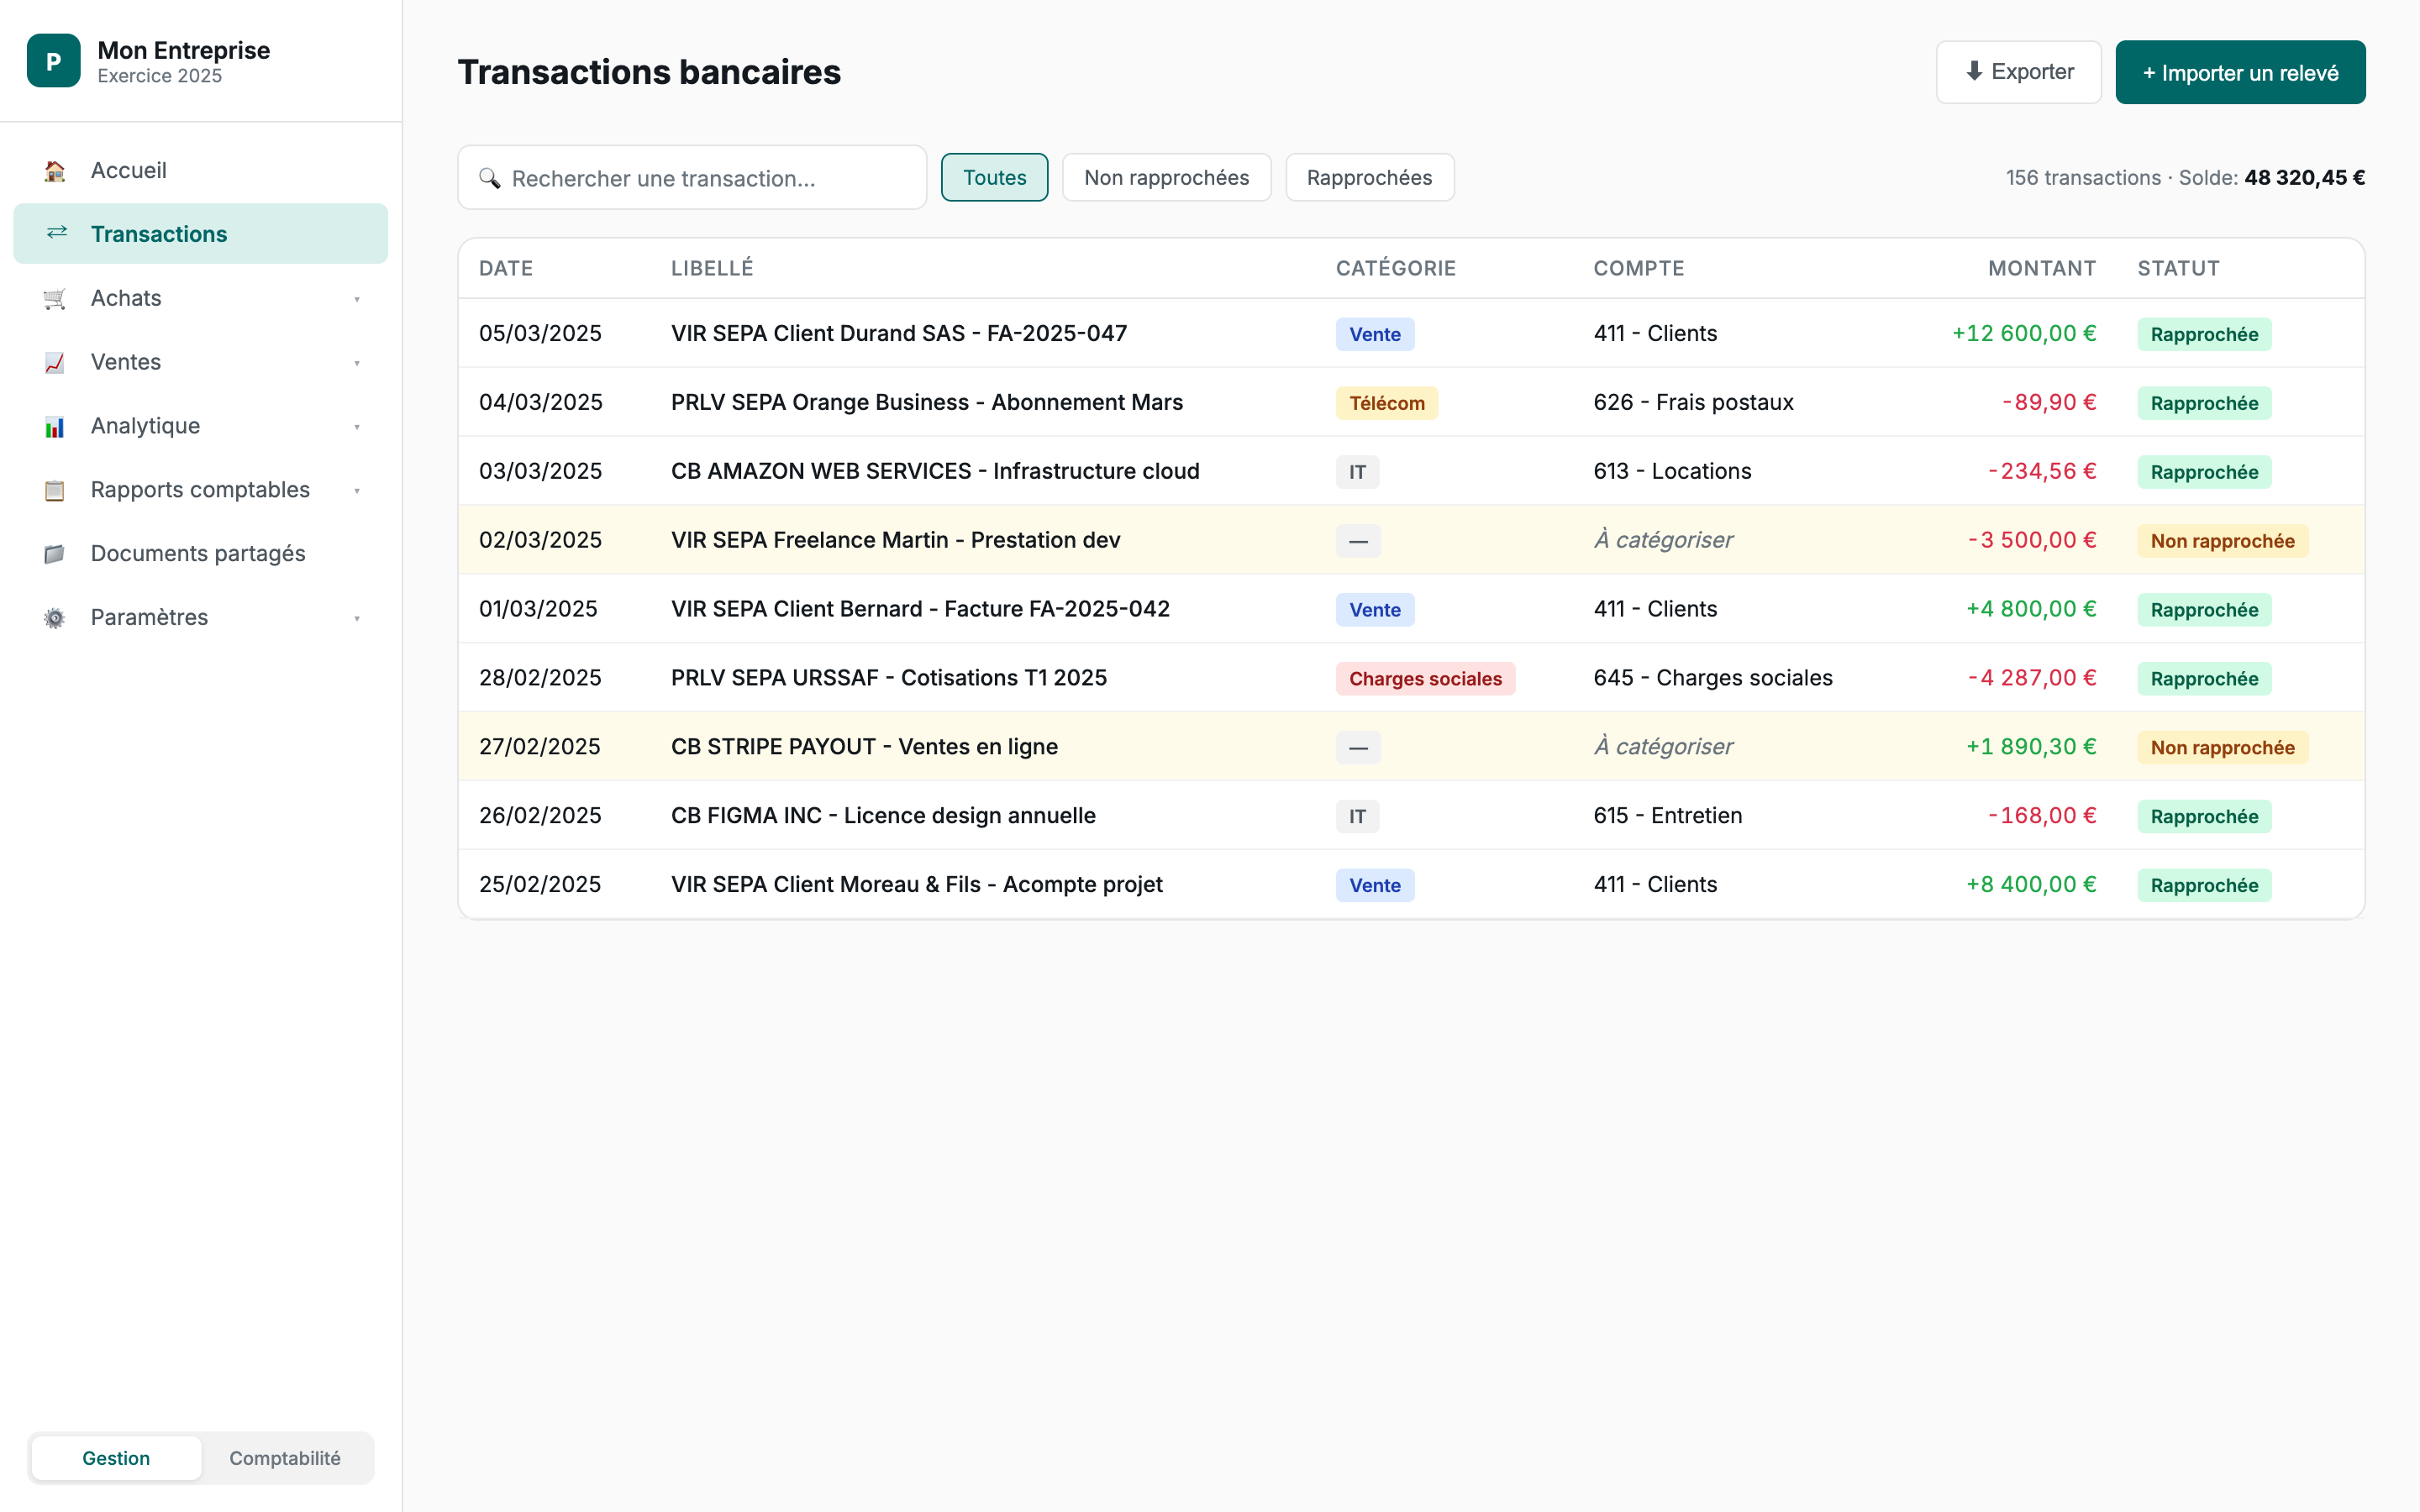 P
Mon Entreprise
Exercice 2025
Accueil
Transactions
Achats
Ventes
Analytique
Rapports comptables
Documents partagés
Paramètres
Gestion
Comptabilité
Transactions bancaires
Exporter
+ Importer un relevé
Rechercher une transaction...
Toutes
Non rapprochées
Rapprochées
156 transactions · Solde: 48 320,45 €
DATE LIBELLÉ CATÉGORIE COMPTE MONTANT STATUT
05/03/2025 VIR SEPA Client Durand SAS - FA-2025-047 Vente 411 - Clients +12 600,00 € Rapprochée
04/03/2025 PRLV SEPA Orange Business - Abonnement Mars Télécom 626 - Frais postaux -89,90 € Rapprochée
03/03/2025 CB AMAZON WEB SERVICES - Infrastructure cloud IT 613 - Locations -234,56 € Rapprochée
02/03/2025 VIR SEPA Freelance Martin - Prestation dev — À catégoriser -3 500,00 € Non rapprochée
01/03/2025 VIR SEPA Client Bernard - Facture FA-2025-042 Vente 411 - Clients +4 800,00 € Rapprochée
28/02/2025 PRLV SEPA URSSAF - Cotisations T1 2025 Charges sociales 645 - Charges sociales -4 287,00 € Rapprochée
27/02/2025 CB STRIPE PAYOUT - Ventes en ligne — À catégoriser +1 890,30 € Non rapprochée
26/02/2025 CB FIGMA INC - Licence design annuelle IT 615 - Entretien -168,00 € Rapprochée
25/02/2025 VIR SEPA Client Moreau & Fils - Acompte projet Vente 411 - Clients +8 400,00 € Rapprochée